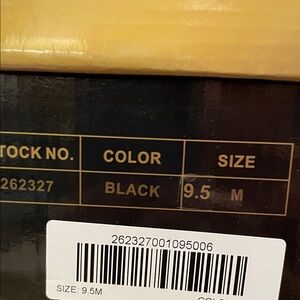 TOCK NO. COLOR SIZE
262327 BLACK 9.5 M
262327001095006
SIZE: 9.5M